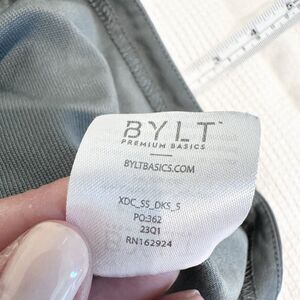 BYLT
PREMIUM BASICS
BYLTBASICS.COM
XDC_SS_DKS_S
PO:362
23Q1
RN162924